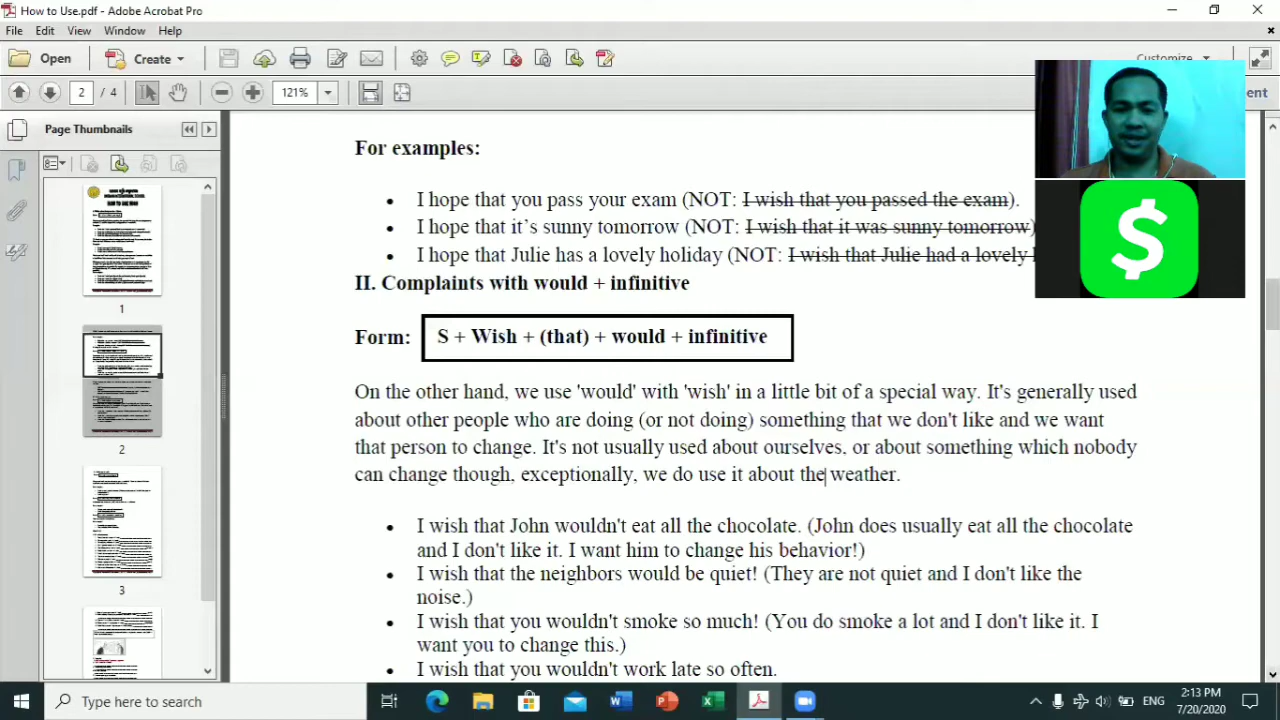 How to Use.pdf - Adobe Acrobat Pro
File Edit View Window Help
Open Create Customize
2 / 4 121% ent
Page Thumbnails
1
2
3
For examples:
• I hope that you pass your exam (NOT: I wish that you passed the exam).
• I hope that it's sunny tomorrow (NOT: I wish that it was sunny tomorrow)
• I hope that Julie has a lovely holiday (NOT: I wish that Julie had a lovely
II. Complaints with would + infinitive
Form: S + Wish + (that) + would + infinitive
On the other hand, we use 'would' with 'wish' in a little bit of a special way. It's generally used
about other people who are doing (or not doing) something that we don't like and we want
that person to change. It's not usually used about ourselves, or about something which nobody
can change though, exceptionally, we do use it about the weather.
• I wish that John wouldn't eat all the chocolate. (John does usually eat all the chocolate
and I don't like it. I want him to change his behavior!)
• I wish that the neighbors would be quiet! (They are not quiet and I don't like the
noise.)
• I wish that you wouldn't smoke so much! (You do smoke a lot and I don't like it. I
want you to change this.)
• I wish that you wouldn't work late so often.
$
Type here to search
ENG
2:13 PM
7/20/2020